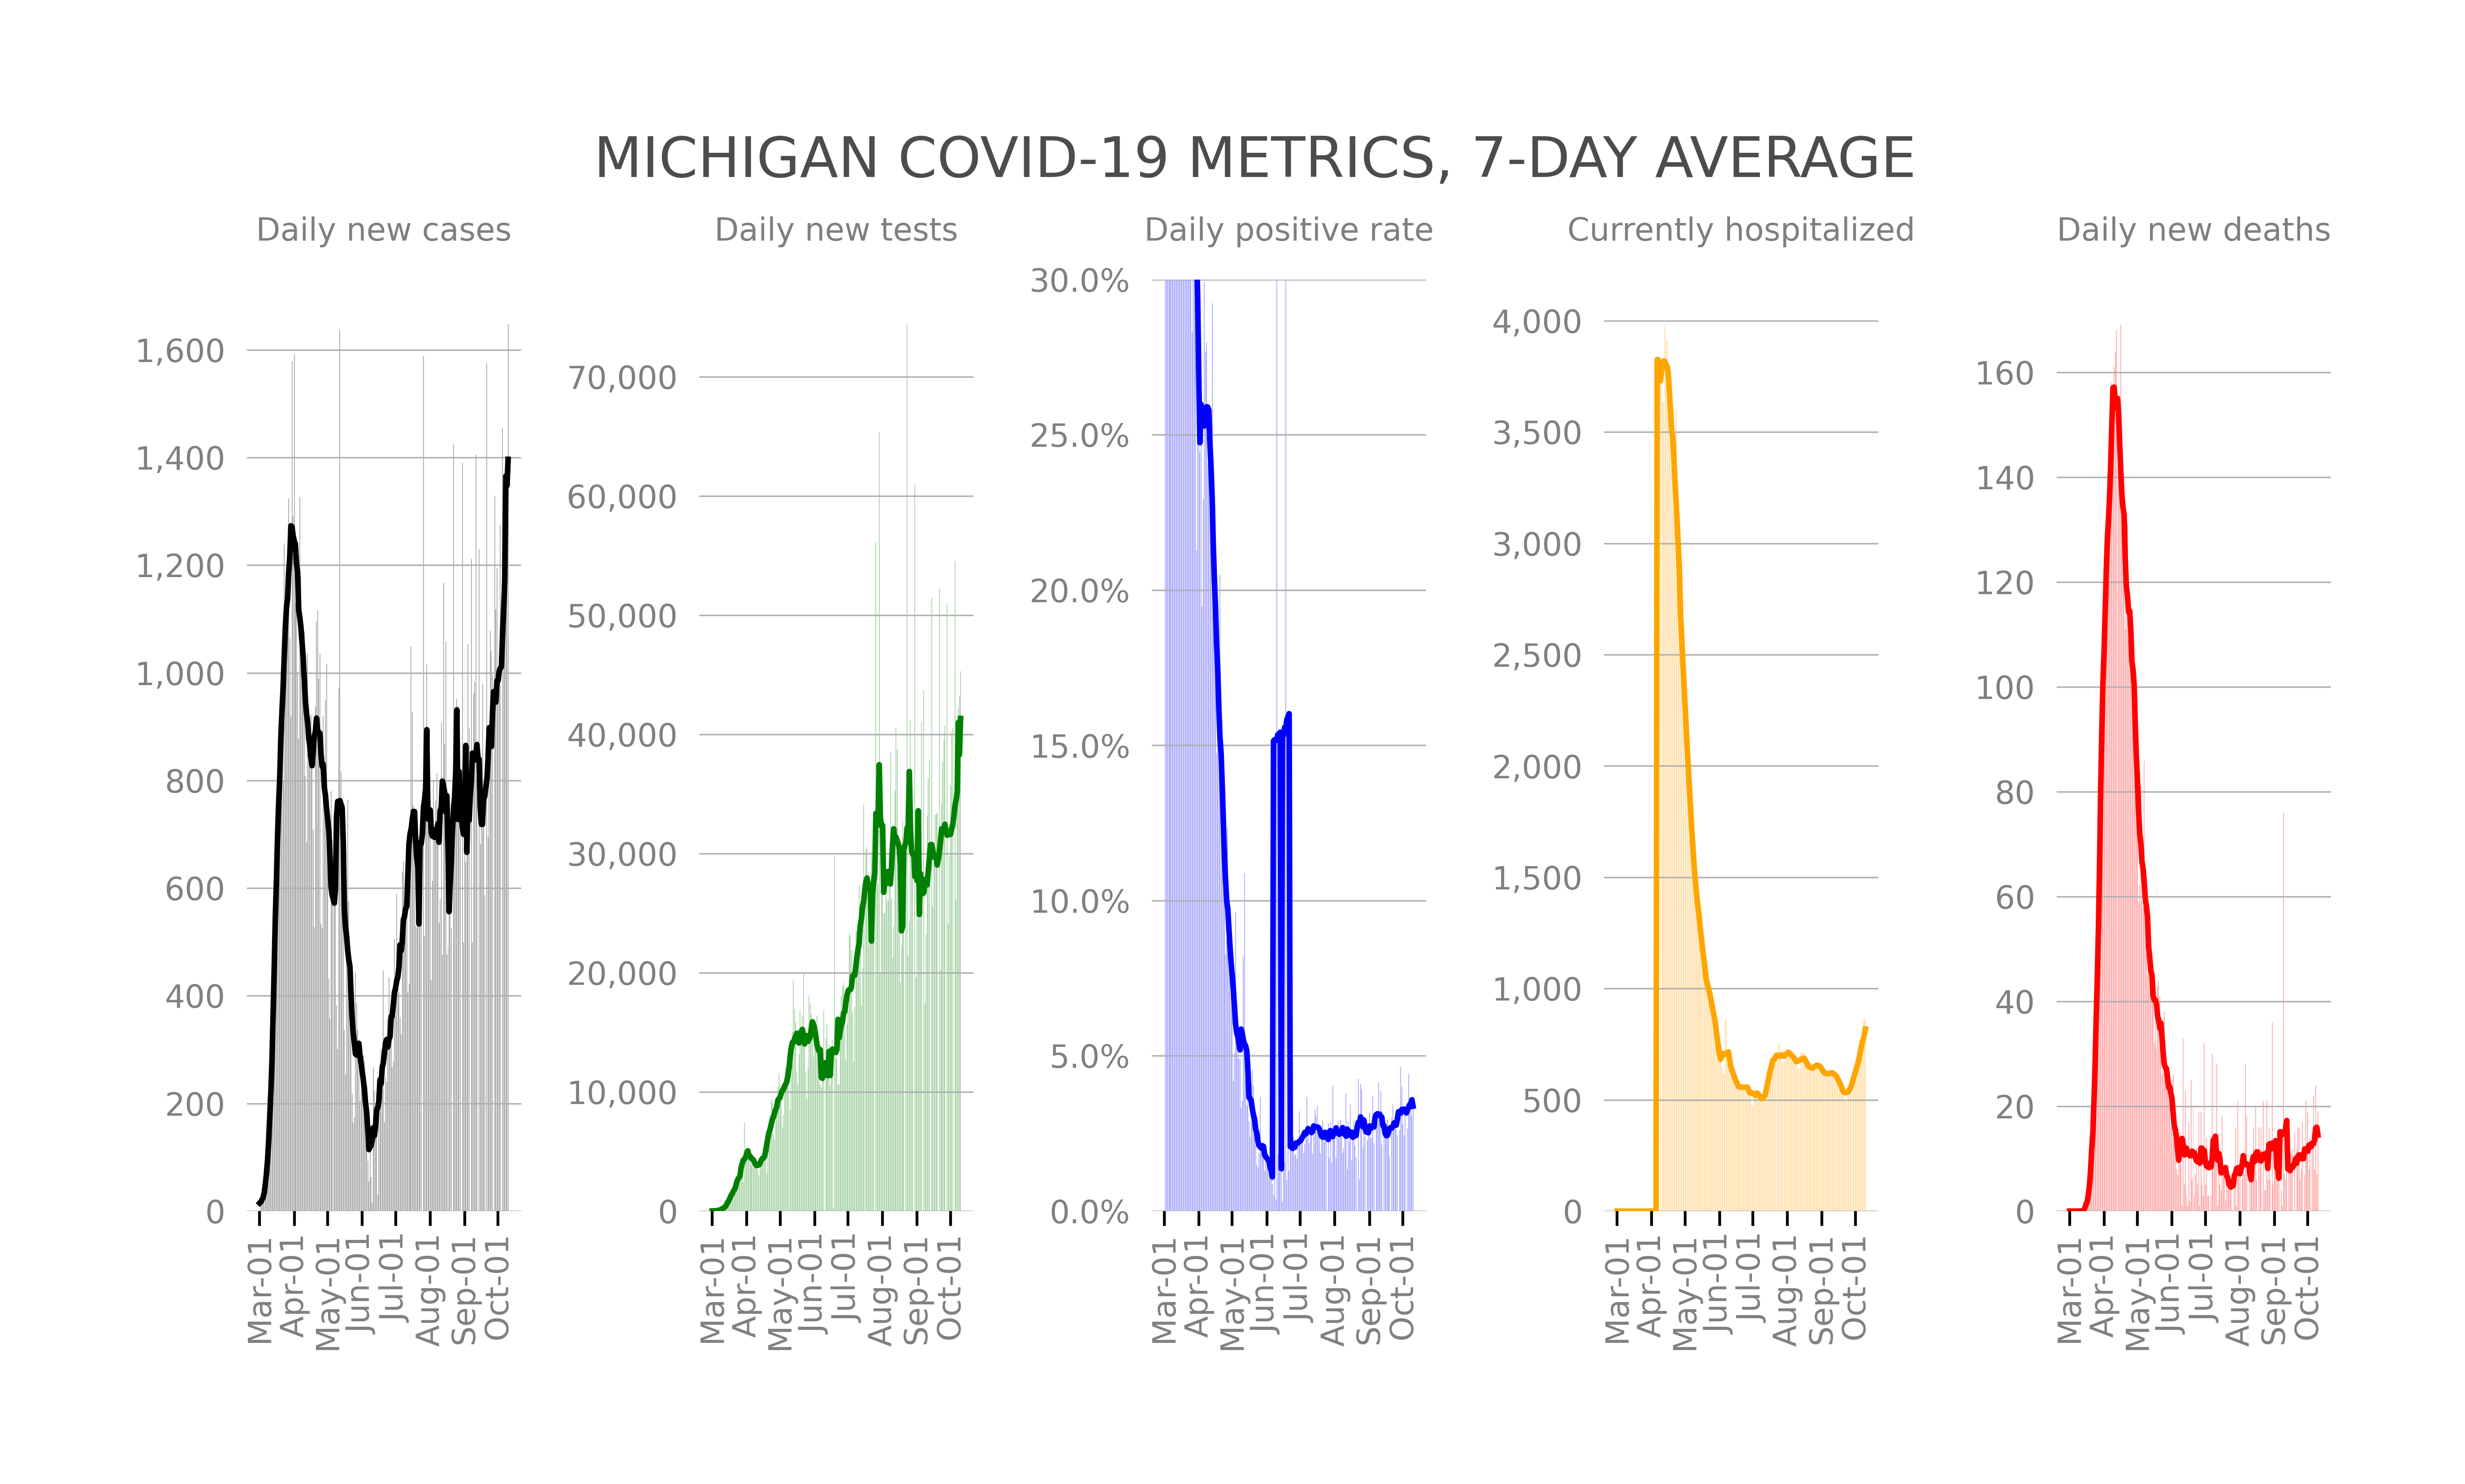 MICHIGAN COVID-19 METRICS, 7-DAY AVERAGE
Daily new cases
1,600
1,400
1,200
1,000
800
600
400
200
0
Mar-01
Apr-01
May-01
Jun-01
Jul-01
Aug-01
Sep-01
Oct-01
Daily new tests
70,000
60,000
50,000
40,000
30,000
20,000
10,000
0
Mar-01
Apr-01
May-01
Jun-01
Jul-01
Aug-01
Sep-01
Oct-01
Daily positive rate
30.0%
25.0%
20.0%
15.0%
10.0%
5.0%
0.0%
Mar-01
Apr-01
May-01
Jun-01
Jul-01
Aug-01
Sep-01
Oct-01
Currently hospitalized
4,000
3,500
3,000
2,500
2,000
1,500
1,000
500
0
Mar-01
Apr-01
May-01
Jun-01
Jul-01
Aug-01
Sep-01
Oct-01
Daily new deaths
160
140
120
100
80
60
40
20
0
Mar-01
Apr-01
May-01
Jun-01
Jul-01
Aug-01
Sep-01
Oct-01